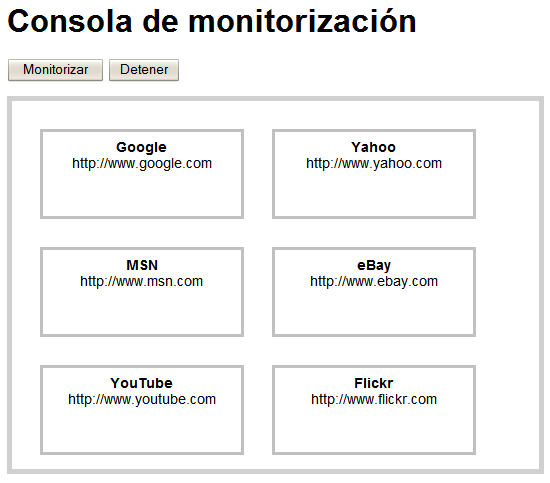 Consola de monitorización
Monitorizar Detener
Google Yahoo
http://www.google.com http://www.yahoo.com
MSN eBay
http://www.msn.com http://www.ebay.com
YouTube Flickr
http://www.youtube.com http://www.flickr.com